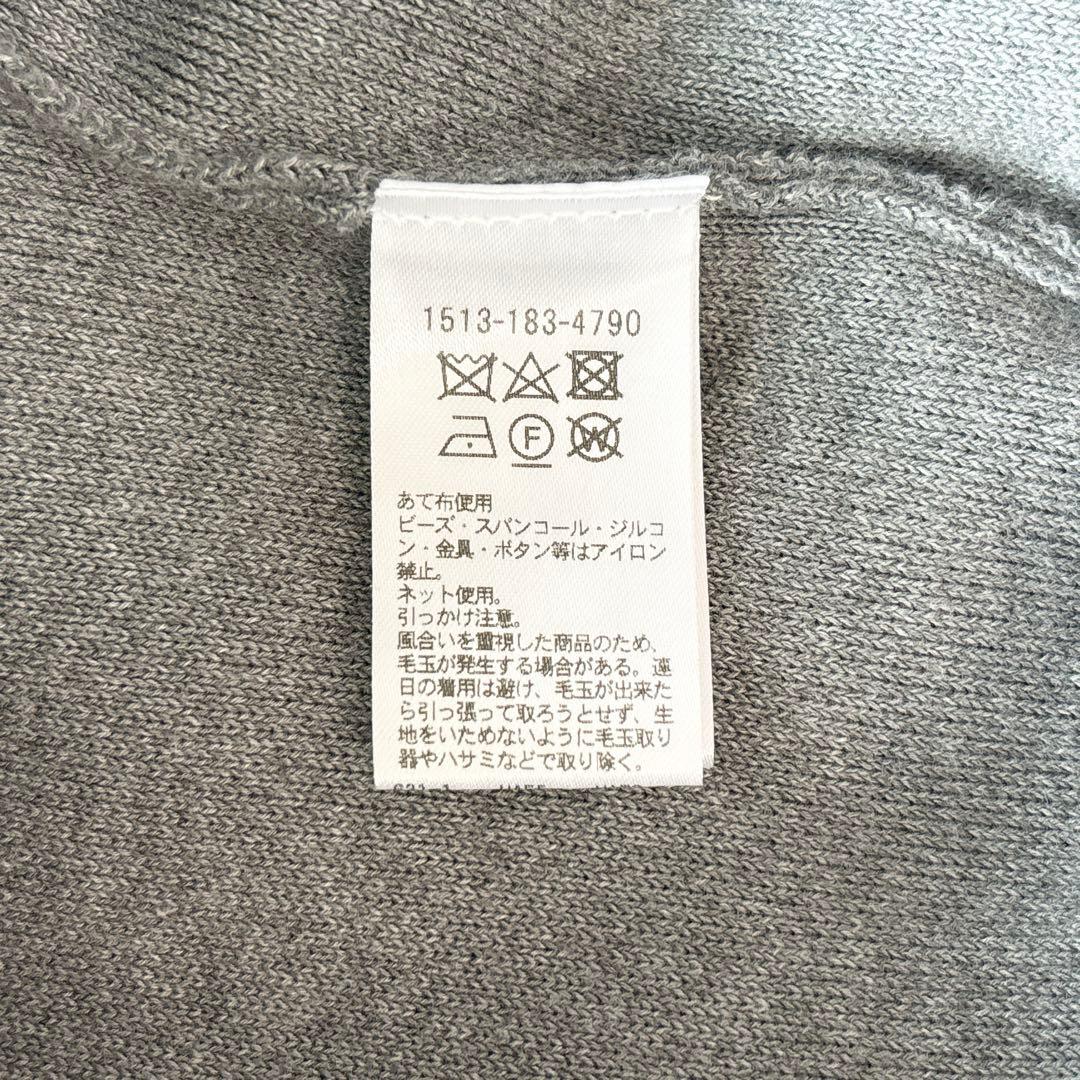 1513-183-4790
F W
あて布使用
ビーズ・スパンコール・ジルコ
ン・金具・ボタン等はアイロン
禁止。
ネット使用。
引っかけ注意。
風合いを重視した商品のため、
毛玉が発生する場合がある。連
日の着用は避け、毛玉が出来た
ら引っ張って取ろうとせず、生
地をいためないように毛玉取り
器やハサミなどで取り除く。